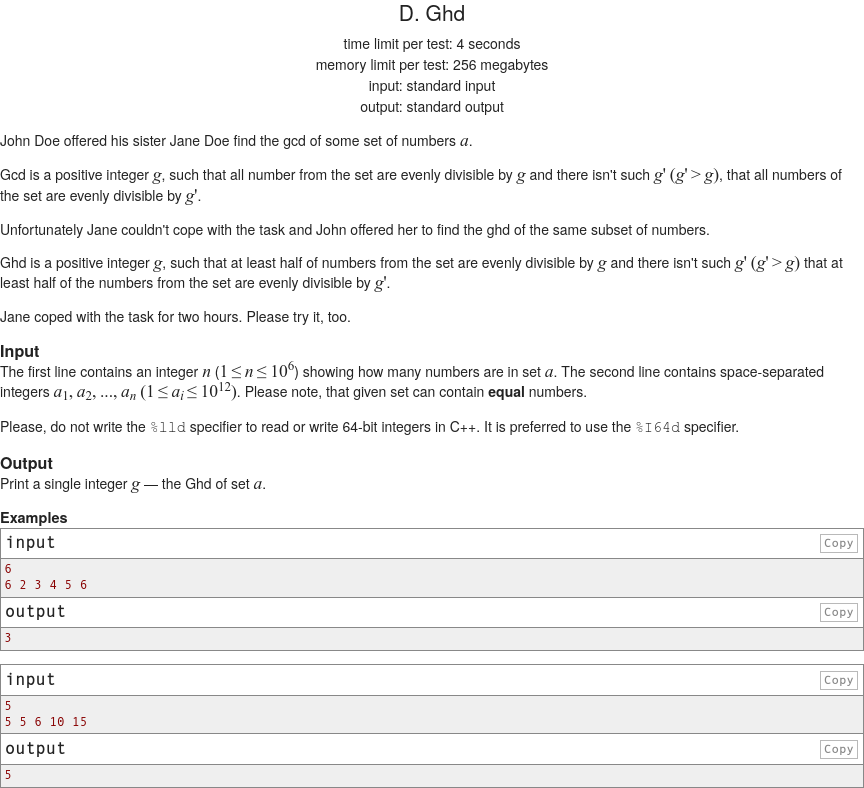 D. Ghd
time limit per test: 4 seconds
memory limit per test: 256 megabytes
input: standard input
output: standard output
John Doe offered his sister Jane Doe find the gcd of some set of numbers a.
Gcd is a positive integer g, such that all number from the set are evenly divisible by g and there isn't such g' (g' > g), that all numbers of
the set are evenly divisible by g'.
Unfortunately Jane couldn't cope with the task and John offered her to find the ghd of the same subset of numbers.
Ghd is a positive integer g, such that at least half of numbers from the set are evenly divisible by g and there isn't such g' (g' > g) that at
least half of the numbers from the set are evenly divisible by g'.
Jane coped with the task for two hours. Please try it, too.
Input
The first line contains an integer n (1 ≤ n ≤ 10^6) showing how many numbers are in set a. The second line contains space-separated
integers a_1, a_2, ..., a_n (1 ≤ a_i ≤ 10^12). Please note, that given set can contain equal numbers.
Please, do not write the %lld specifier to read or write 64-bit integers in C++. It is preferred to use the %I64d specifier.
Output
Print a single integer g — the Ghd of set a.
Examples
input Copy
6
6 2 3 4 5 6
output Copy
3
input Copy
5
5 5 6 10 15
output Copy
5